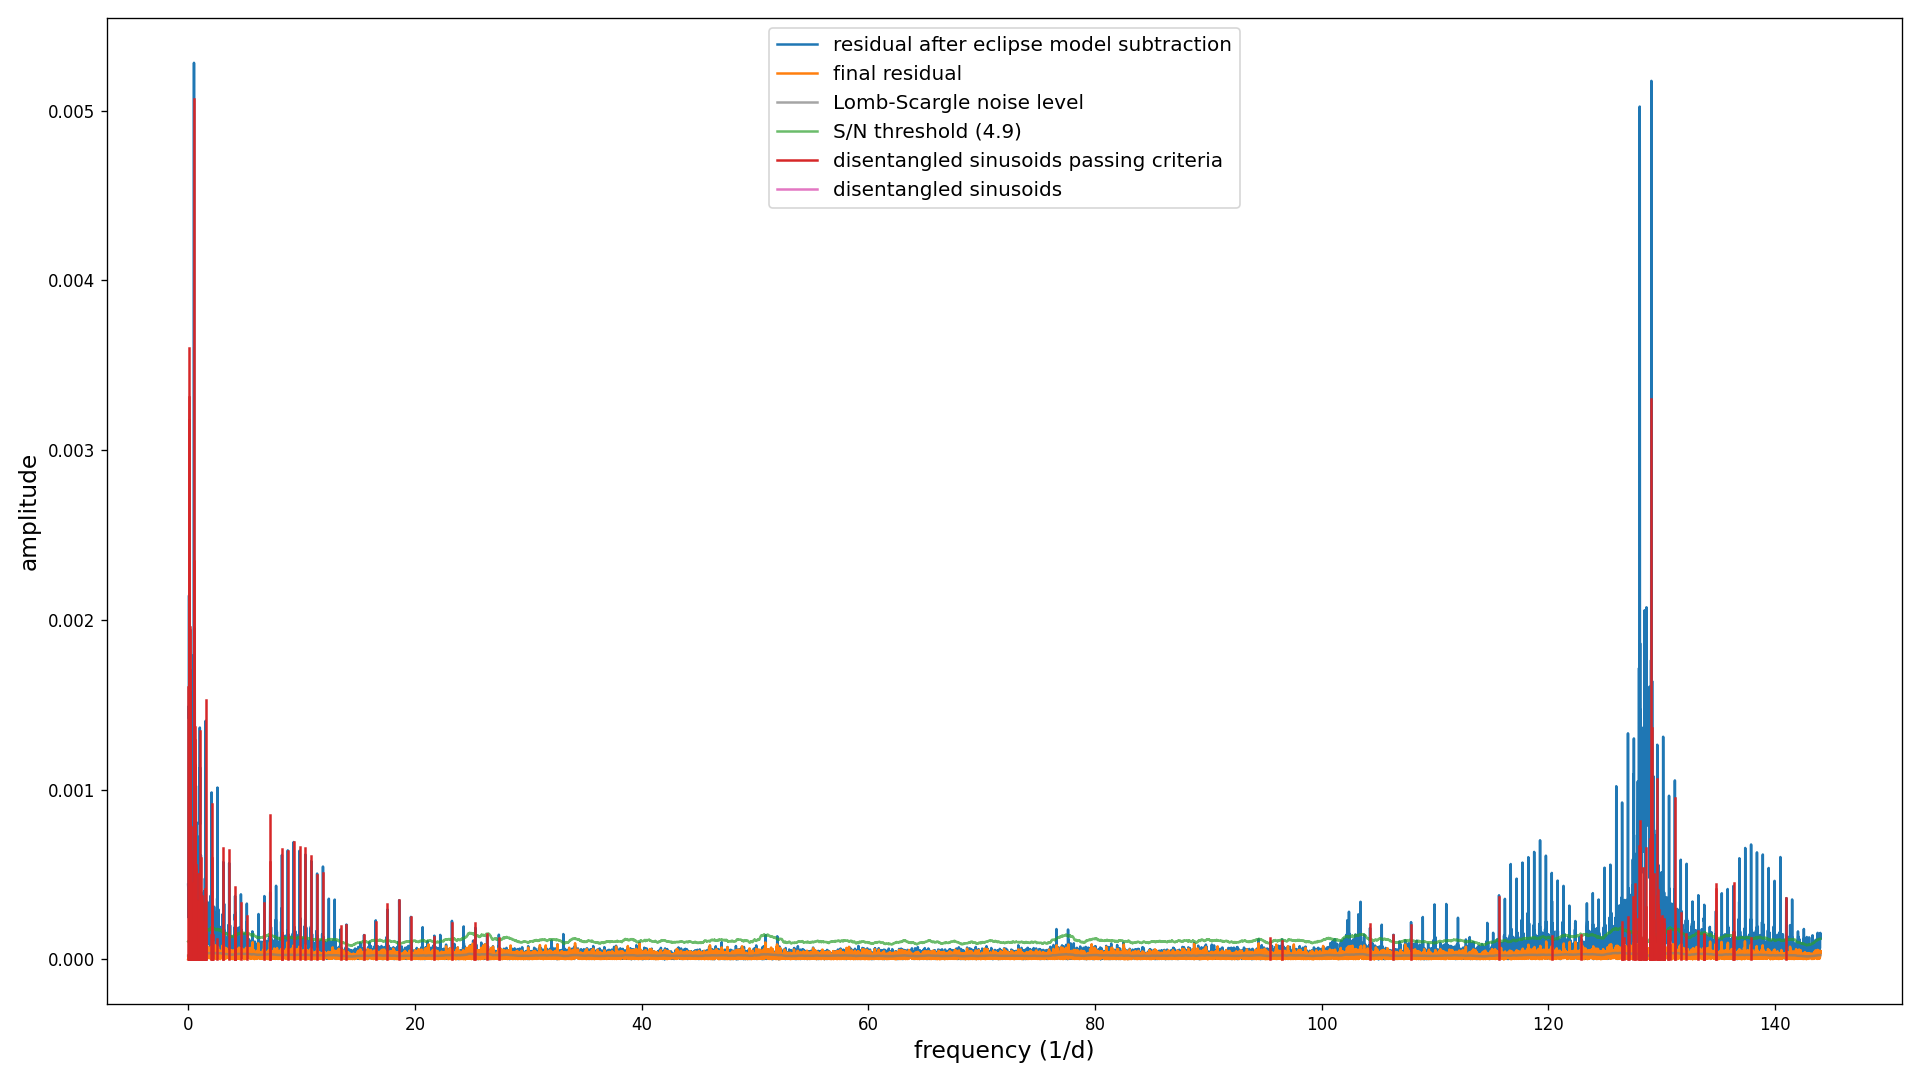 residual after eclipse model subtraction
final residual
Lomb-Scargle noise level
S/N threshold (4.9)
disentangled sinusoids passing criteria
disentangled sinusoids
amplitude
0.005
0.004
0.003
0.002
0.001
0.000
0 20 40 60 80 100 120 140
frequency (1/d)